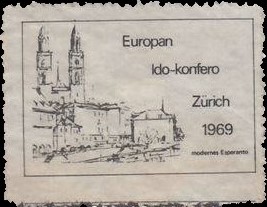 Europan
Ido-konfero
Zürich
1969
modernes Esperanto